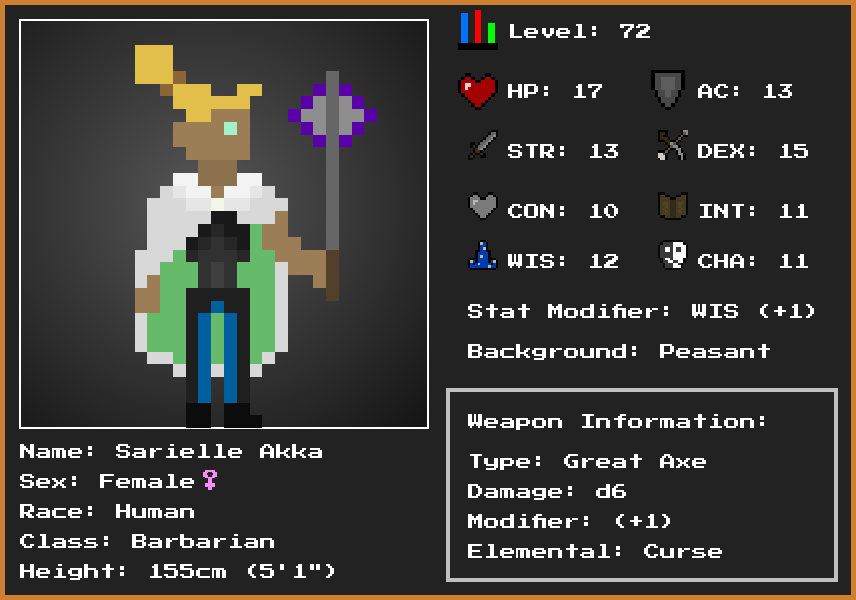 Level: 72
HP: 17 AC: 13
STR: 13 DEX: 15
CON: 10 INT: 11
WIS: 12 CHA: 11
Stat Modifier: WIS (+1)
Background: Peasant
Weapon Information:
Type: Great Axe
Damage: d6
Modifier: (+1)
Elemental: Curse
Name: Sarielle Akka
Sex: Female♀
Race: Human
Class: Barbarian
Height: 155cm (5'1")